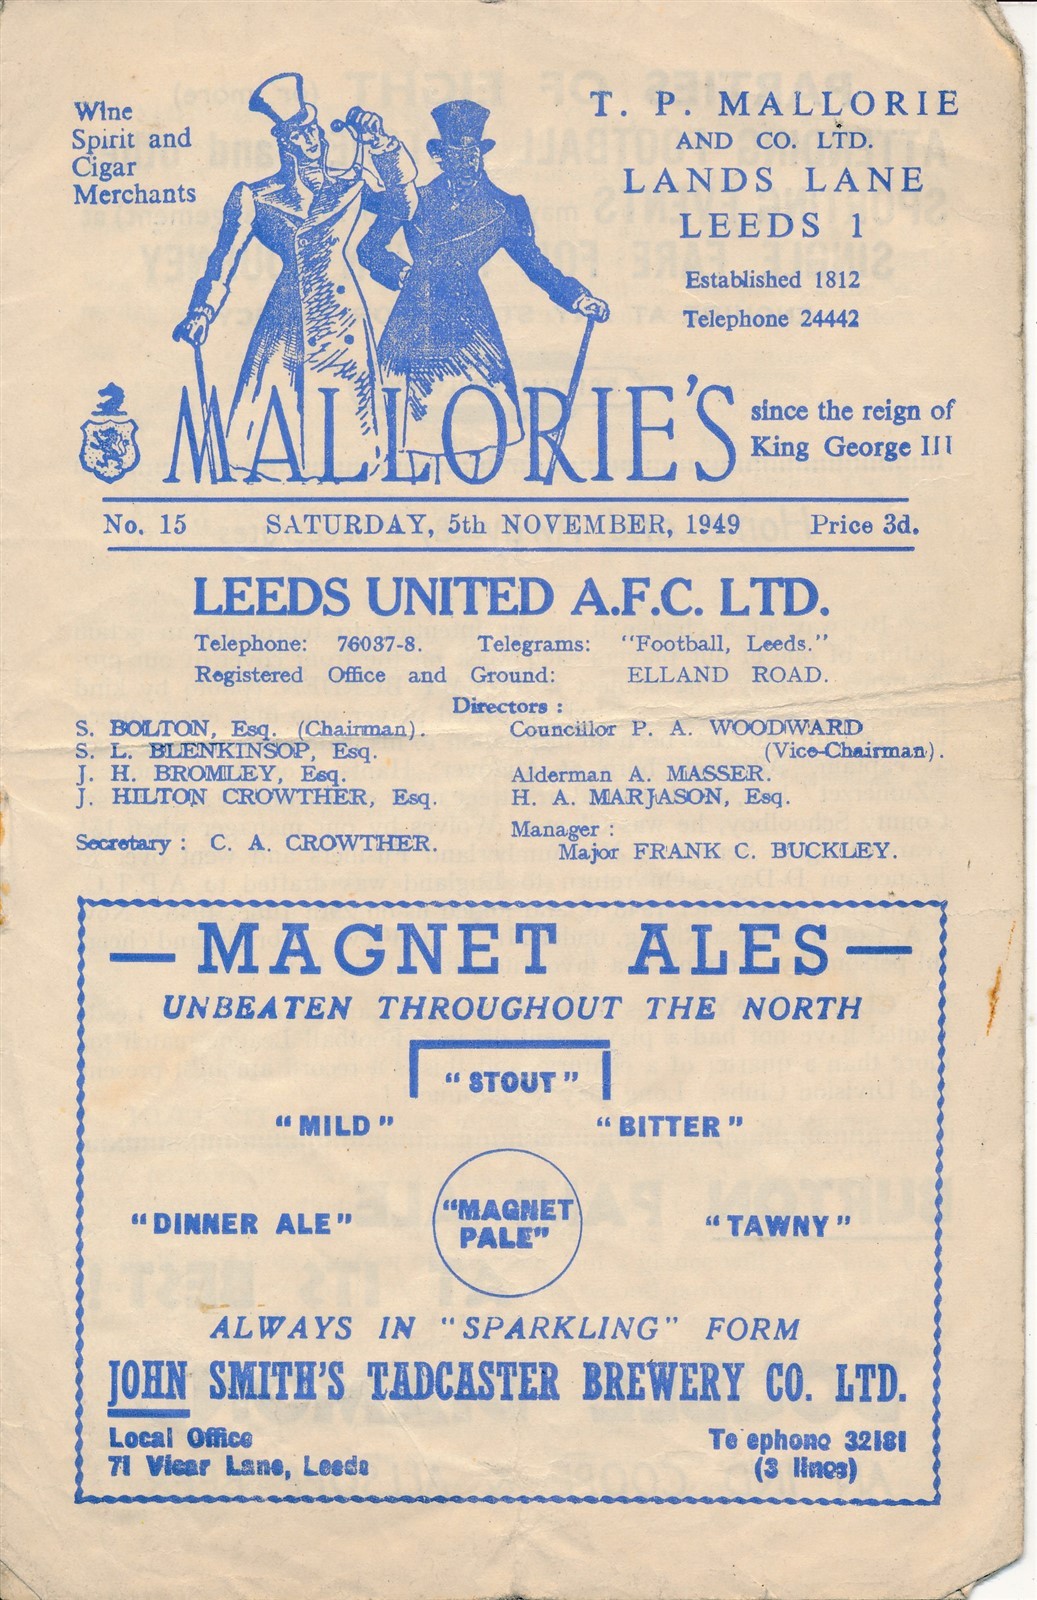 Wine
Spirit and
Cigar
Merchants
T. P. MALLORIE
AND CO. LTD.
LANDS LANE
LEEDS 1
Established 1812
Telephone 24442
MALLORIE'S
since the reign of
King George III
No. 15 SATURDAY, 5th NOVEMBER, 1949 Price 3d.
LEEDS UNITED A.F.C. LTD.
Telephone: 76037-8. Telegrams: "Football, Leeds."
Registered Office and Ground: ELLAND ROAD.
Directors :
S. BOLTON, Esq. (Chairman).
S. L. BLENKINSOP, Esq.
J. H. BROMLEY, Esq.
J. HILTON CROWTHER, Esq.
Secretary : C. A. CROWTHER.
Councillor P. A. WOODWARD
(Vice-Chairman).
Alderman A. MASSER.
H. A. MARJASON, Esq.
Manager :
Major FRANK C. BUCKLEY.
— MAGNET ALES —
UNBEATEN THROUGHOUT THE NORTH
"STOUT"
"MILD" "BITTER"
"DINNER ALE" "MAGNET PALE" "TAWNY"
ALWAYS IN "SPARKLING" FORM
JOHN SMITH'S TADCASTER BREWERY CO. LTD.
Local Office
71 Vicar Lane, Leeds
Te ephone 32181
(3 lines)